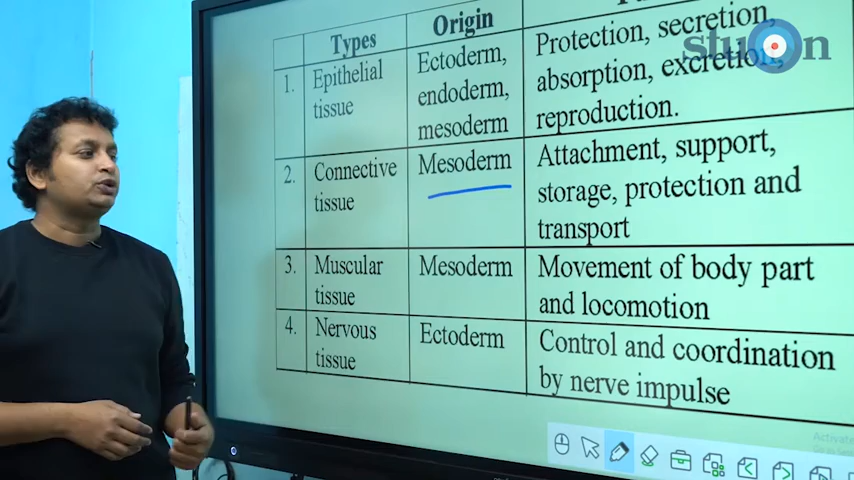 stuon
Types
Origin
1.
Epithelial
tissue
Ectoderm,
endoderm,
mesoderm
Protection, secretion,
absorption, excretion,
reproduction.
2.
Connective
tissue
Mesoderm
Attachment, support,
storage, protection and
transport
3.
Muscular
tissue
Mesoderm
Movement of body part
and locomotion
4.
Nervous
tissue
Ectoderm
Control and coordination
by nerve impulse